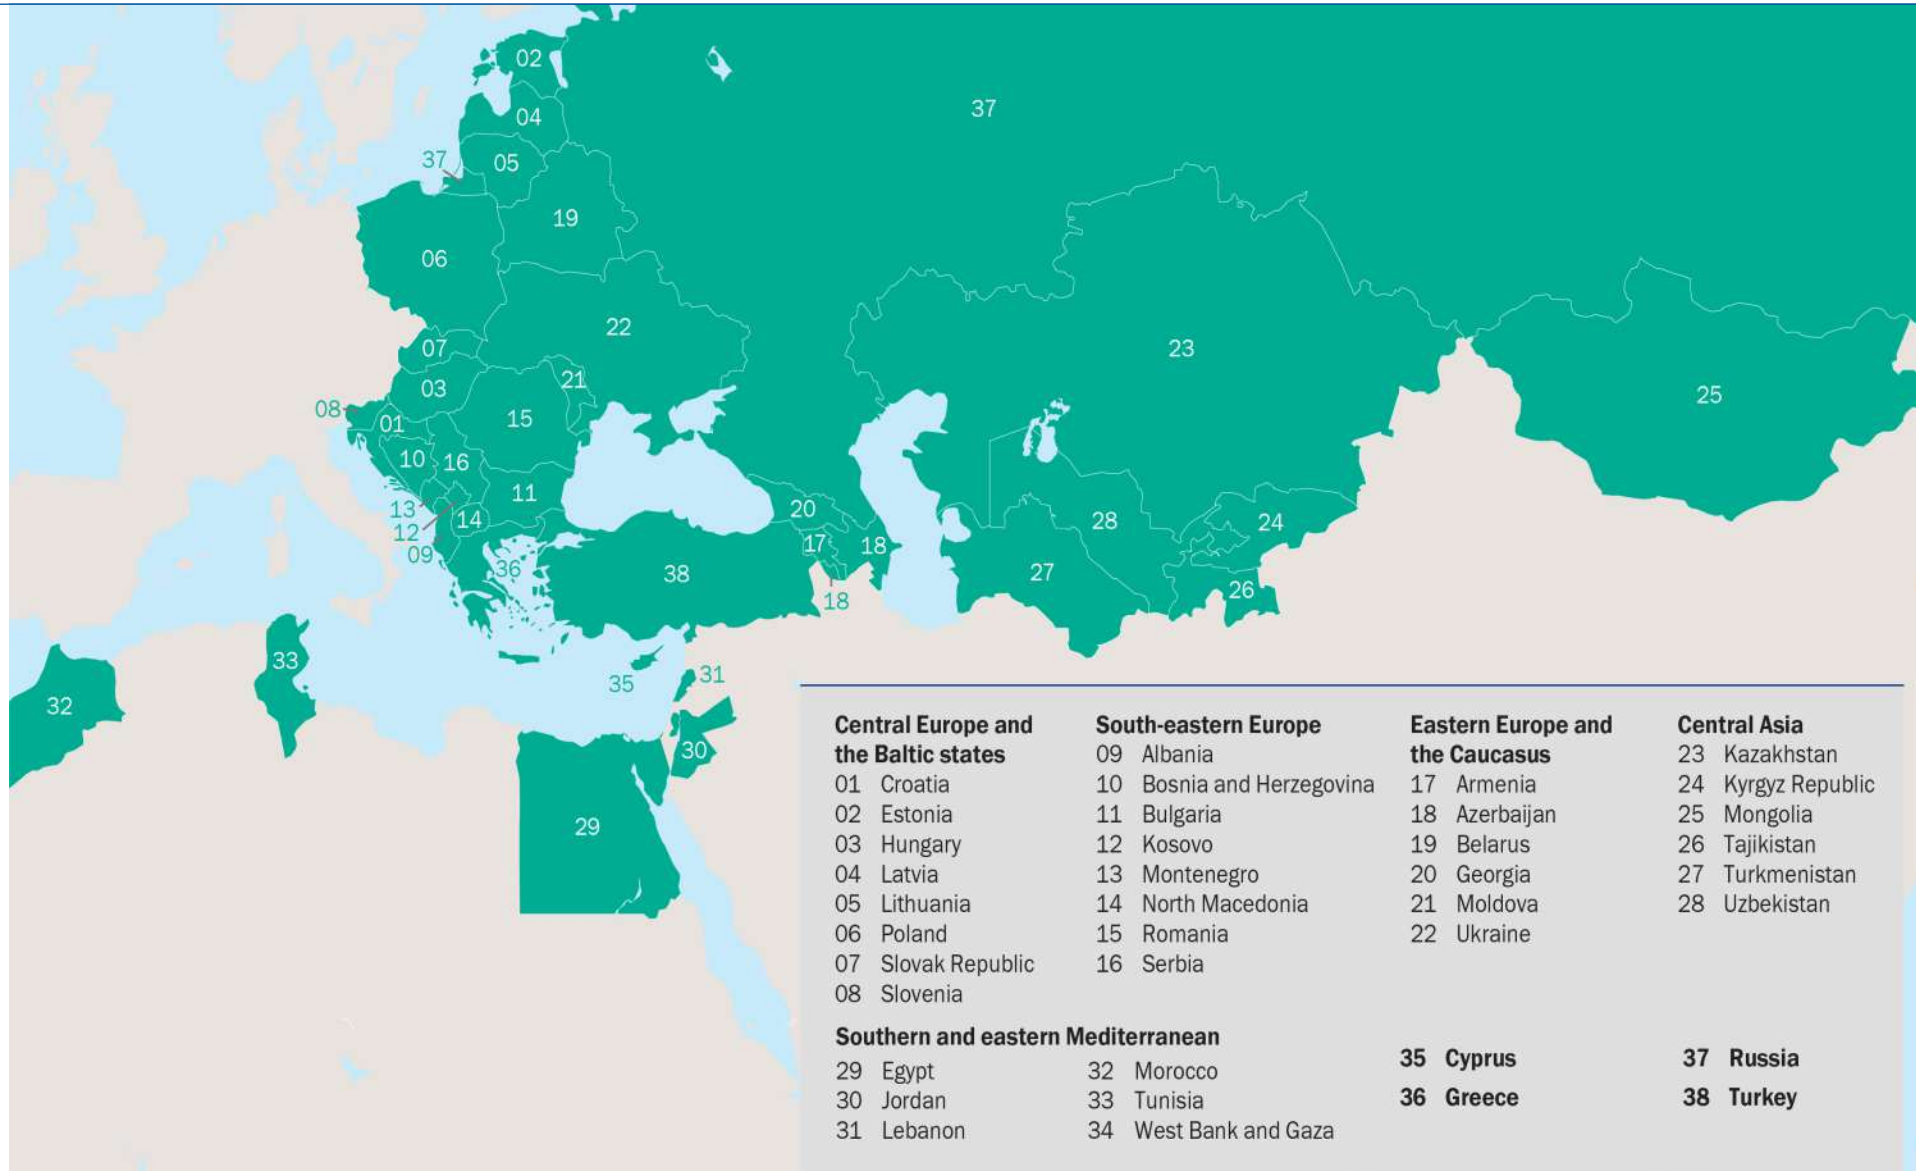 02
37
04
37
05
19
06
22
07
23
03
21
25
08
01
15
10
16
11
13
20
14
24
28
12
17
18
09
36
38
27
26
18
33
31
35
32
30
29
Central Europe and
the Baltic states
01 Croatia
02 Estonia
03 Hungary
04 Latvia
05 Lithuania
06 Poland
07 Slovak Republic
08 Slovenia
South-eastern Europe
09 Albania
10 Bosnia and Herzegovina
11 Bulgaria
12 Kosovo
13 Montenegro
14 North Macedonia
15 Romania
16 Serbia
Eastern Europe and
the Caucasus
17 Armenia
18 Azerbaijan
19 Belarus
20 Georgia
21 Moldova
22 Ukraine
Central Asia
23 Kazakhstan
24 Kyrgyz Republic
25 Mongolia
26 Tajikistan
27 Turkmenistan
28 Uzbekistan
Southern and eastern Mediterranean
29 Egypt
30 Jordan
31 Lebanon
32 Morocco
33 Tunisia
34 West Bank and Gaza
35 Cyprus
36 Greece
37 Russia
38 Turkey